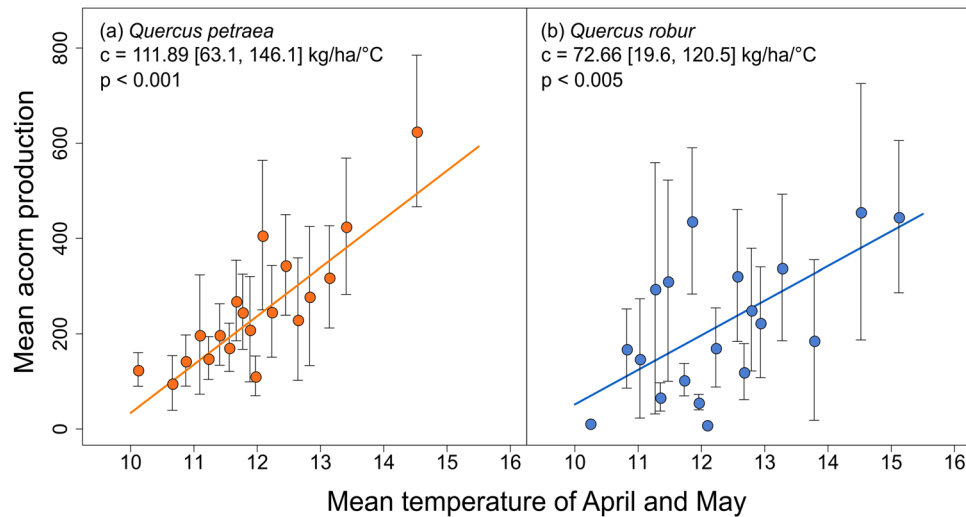 (a) Quercus petraea
c = 111.89 [63.1, 146.1] kg/ha/°C
p < 0.001
(b) Quercus robur
c = 72.66 [19.6, 120.5] kg/ha/°C
p < 0.005
Mean acorn production
800
600
400
200
0
10 11 12 13 14 15 16
10 11 12 13 14 15 16
Mean temperature of April and May